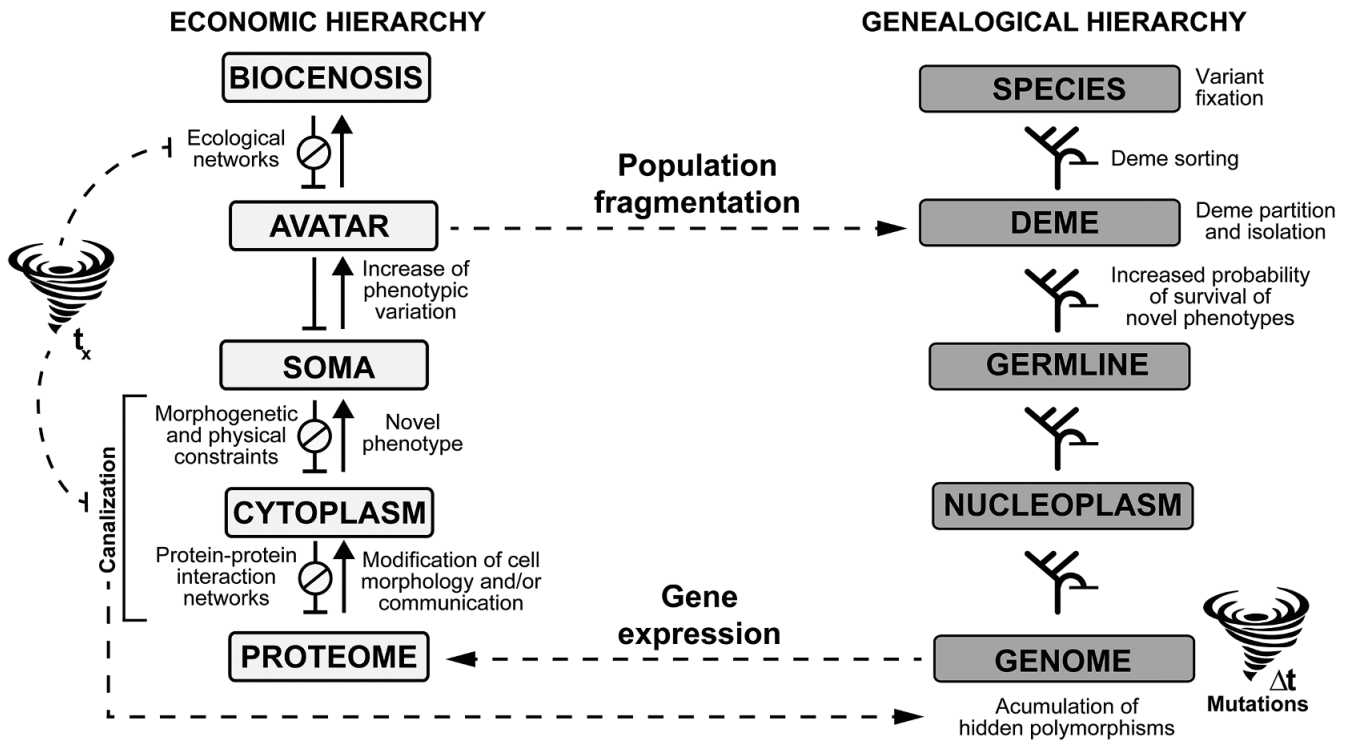 ECONOMIC HIERARCHY
GENEALOGICAL HIERARCHY
BIOCENOSIS
Ecological
networks
AVATAR
Increase of
phenotypic
variation
tx
SOMA
Morphogenetic
and physical
constraints
Novel
phenotype
Canalization
CYTOPLASM
Protein-protein
interaction
networks
Modification of cell
morphology and/or
communication
PROTEOME
Population
fragmentation
Gene
expression
SPECIES
Variant
fixation
Deme sorting
DEME
Deme partition
and isolation
Increased probability
of survival of
novel phenotypes
GERMLINE
NUCLEOPLASM
GENOME
Δt
Mutations
Acumulation of
hidden polymorphisms